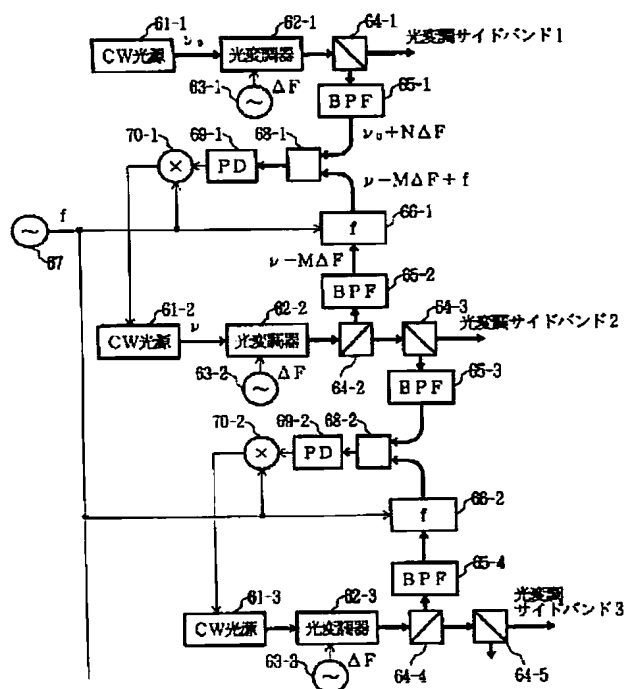 61-1
62-1
64-1
CW光源
ν₀
光変調器
光変調サイドバンド1
63-1
~
ΔF
BPF
65-1
70-1
69-1
68-1
ν₀+NΔF
×
PD
ν-MΔF+f
f
67
~
f
66-1
ν-MΔF
65-2
BPF
61-2
62-2
64-3
CW光源
ν
光変調器
光変調サイドバンド2
63-2
~
ΔF
64-2
BPF
65-3
70-2
69-2
68-2
×
PD
f
66-2
65-4
BPF
61-3
62-3
光変調
サイドバンド3
CW光源
光変調器
63-3
~
ΔF
64-4
64-5